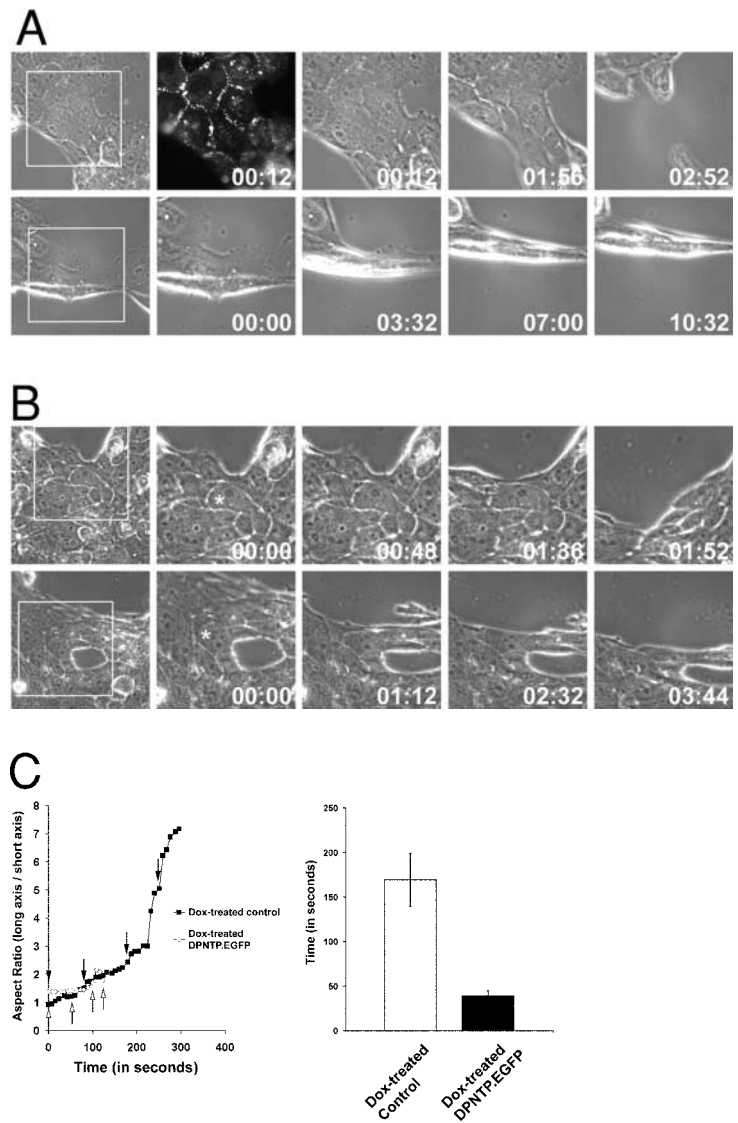 A
00:12
00:12
01:56
02:52
00:00
03:32
07:00
10:32
B
*
00:00
00:48
01:36
01:52
*
00:00
01:12
02:32
03:44
C
Aspect Ratio (long axis / short axis)
8
7
6
5
4
3
2
1
0
0
100
200
300
400
Time (in seconds)
Dox-treated control
Dox-treated
DPNTP.EGFP
Time (in seconds)
250
200
150
100
50
0
Dox-treated
Control
Dox-treated
DPNTP.EGFP